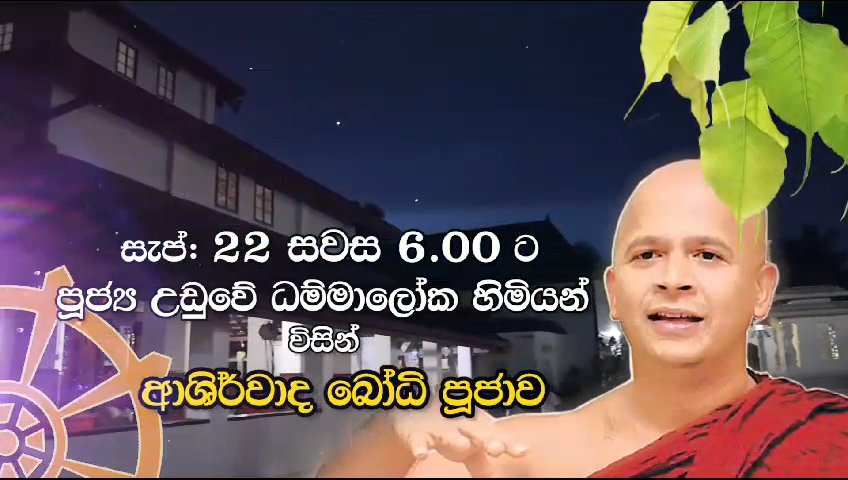 සැප්: 22 සවස 6.00 ට
පූජ්‍ය උඩුවේ ධම්මාලෝක හිමියන්
විසින්
ආශිර්වාද බෝධි පූජාව